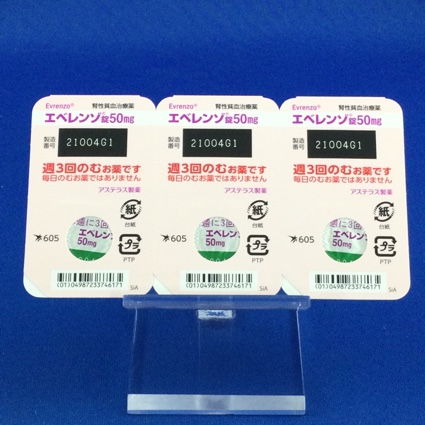 Evrenzo® 腎性貧血治療薬
エベレンゾ錠50mg
製造番号 21004G1
週3回のむお薬です
毎日のむお薬ではありません
アステラス製薬
紙
台紙
605
週に3回
エベレンゾ
50mg
プラ
PTP
(01)04987233746171
SiA
Evrenzo® 腎性貧血治療薬
エベレンゾ錠50mg
製造番号 21004G1
週3回のむお薬です
毎日のむお薬ではありません
アステラス製薬
紙
台紙
605
週に3回
エベレンゾ
50mg
プラ
PTP
(01)04987233746171
SiA
Evrenzo® 腎性貧血治療薬
エベレンゾ錠50mg
製造番号 21004G1
週3回のむお薬です
毎日のむお薬ではありません
アステラス製薬
紙
台紙
605
週に3回
エベレンゾ
50mg
プラ
PTP
(01)04987233746171
SiA